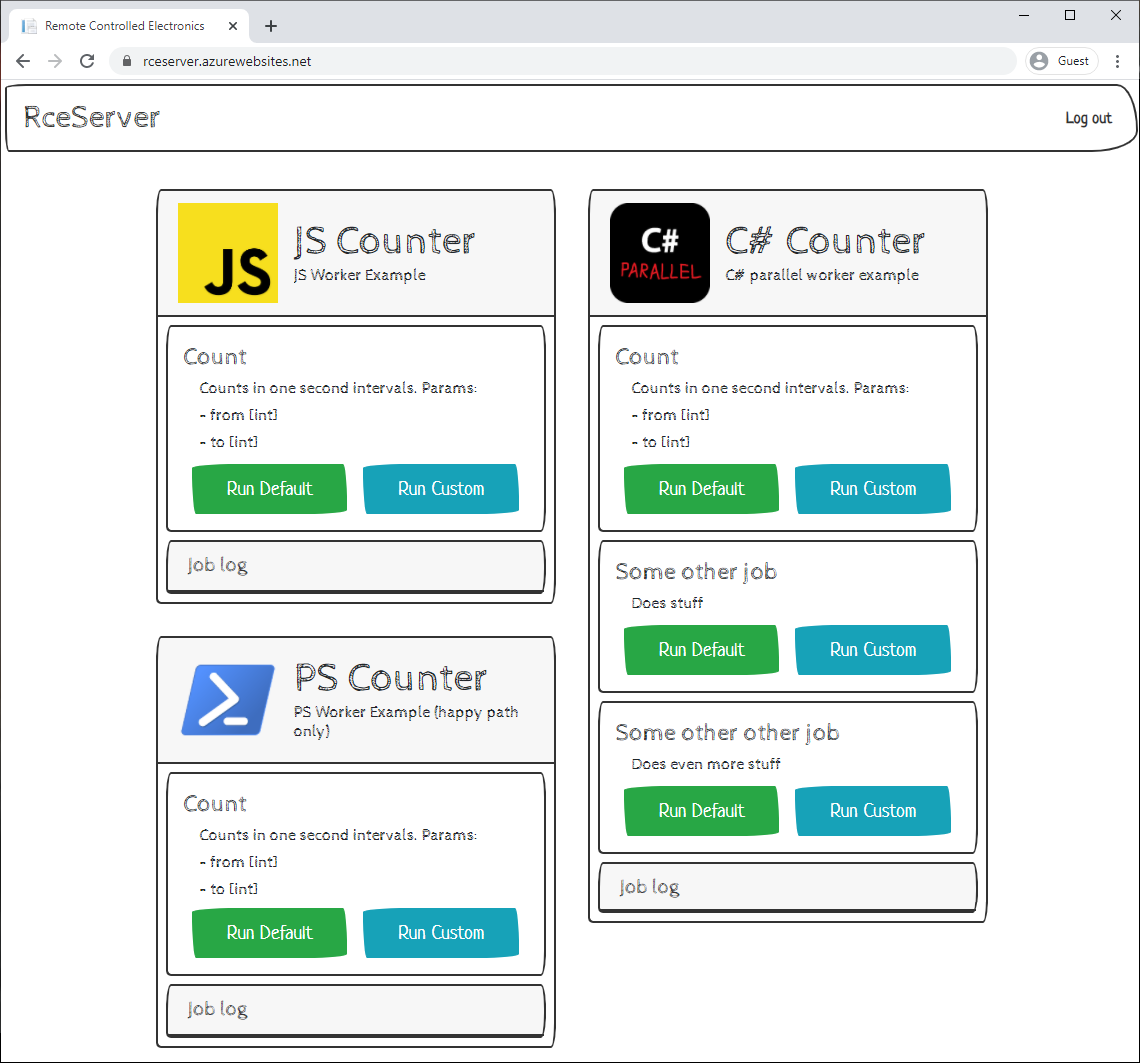 Remote Controlled Electronics
rceserver.azurewebsites.net
Guest
RceServer
Log out
JS
JS Counter
JS Worker Example
Count
Counts in one second intervals. Params:
- from [int]
- to [int]
Run Default
Run Custom
Job log
PS Counter
PS Worker Example (happy path
only)
Count
Counts in one second intervals. Params:
- from [int]
- to [int]
Run Default
Run Custom
Job log
C#
PARALLEL
C# Counter
C# parallel worker example
Count
Counts in one second intervals. Params:
- from [int]
- to [int]
Run Default
Run Custom
Some other job
Does stuff
Run Default
Run Custom
Some other other job
Does even more stuff
Run Default
Run Custom
Job log